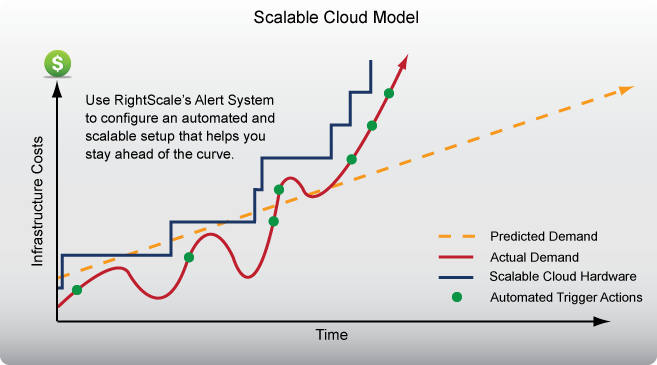 Scalable Cloud Model
$
Use RightScale's Alert System
to configure an automated and
scalable setup that helps you
stay ahead of the curve.
Infrastructure Costs
Predicted Demand
Actual Demand
Scalable Cloud Hardware
Automated Trigger Actions
Time